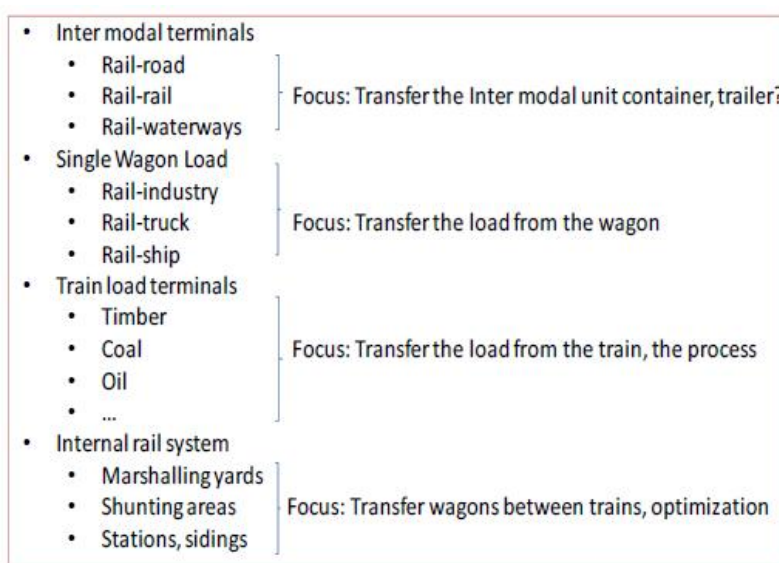 • Inter modal terminals
• Rail-road
• Rail-rail
• Rail-waterways
Focus: Transfer the Inter modal unit container, trailer?
• Single Wagon Load
• Rail-industry
• Rail-truck
• Rail-ship
Focus: Transfer the load from the wagon
• Train load terminals
• Timber
• Coal
• Oil
• ...
Focus: Transfer the load from the train, the process
• Internal rail system
• Marshalling yards
• Shunting areas
• Stations, sidings
Focus: Transfer wagons between trains, optimization